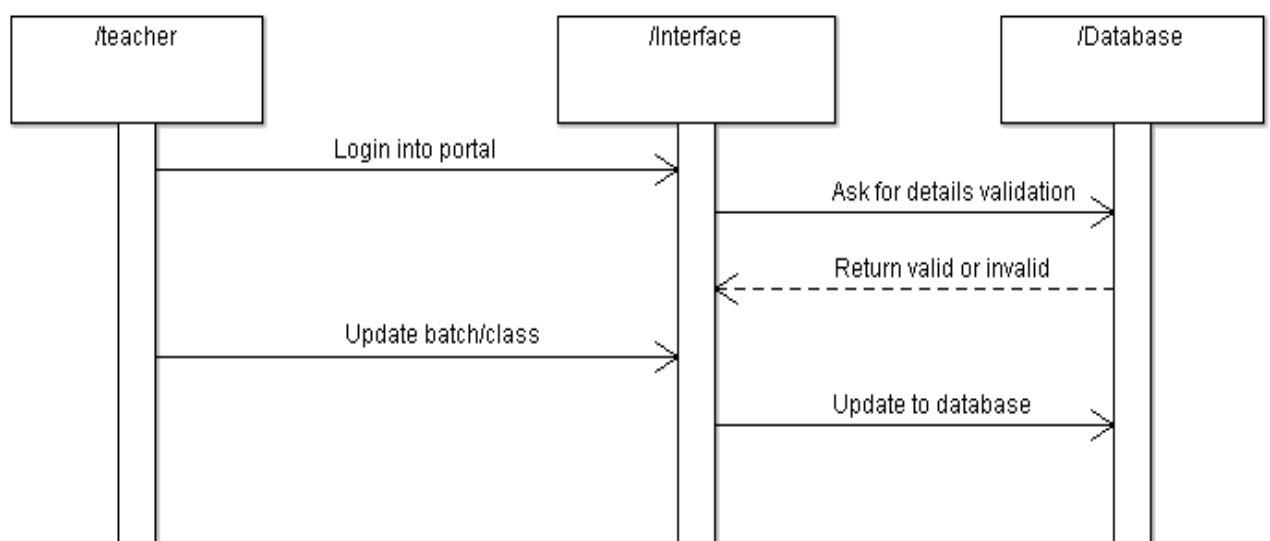 /teacher
/Interface
/Database
Login into portal
Ask for details validation
Return valid or invalid
Update batch/class
Update to database